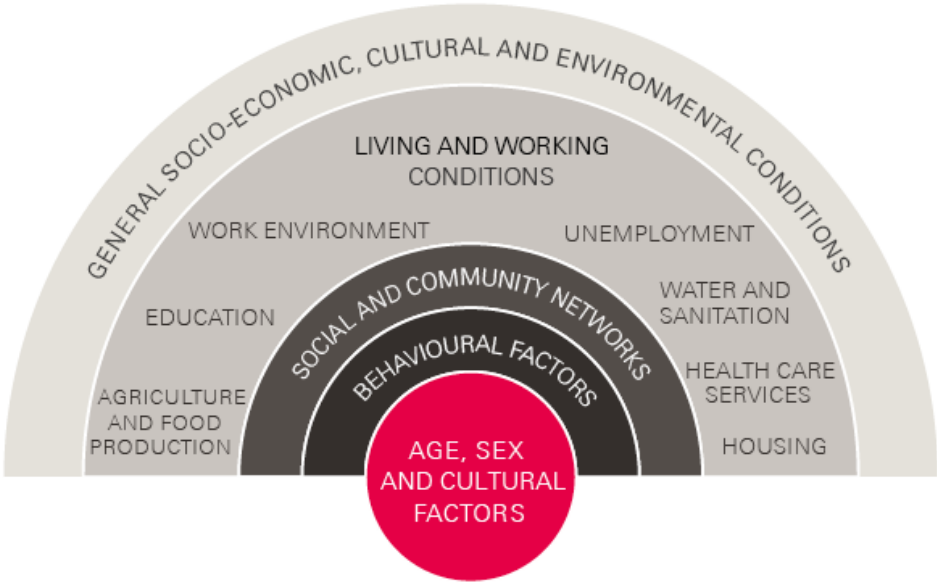 GENERAL SOCIO-ECONOMIC, CULTURAL AND ENVIRONMENTAL CONDITIONS
LIVING AND WORKING
CONDITIONS
WORK ENVIRONMENT
UNEMPLOYMENT
EDUCATION
WATER AND
SANITATION
AGRICULTURE
AND FOOD
PRODUCTION
HEALTH CARE
SERVICES
HOUSING
SOCIAL AND COMMUNITY NETWORKS
BEHAVIOURAL FACTORS
AGE, SEX
AND CULTURAL
FACTORS